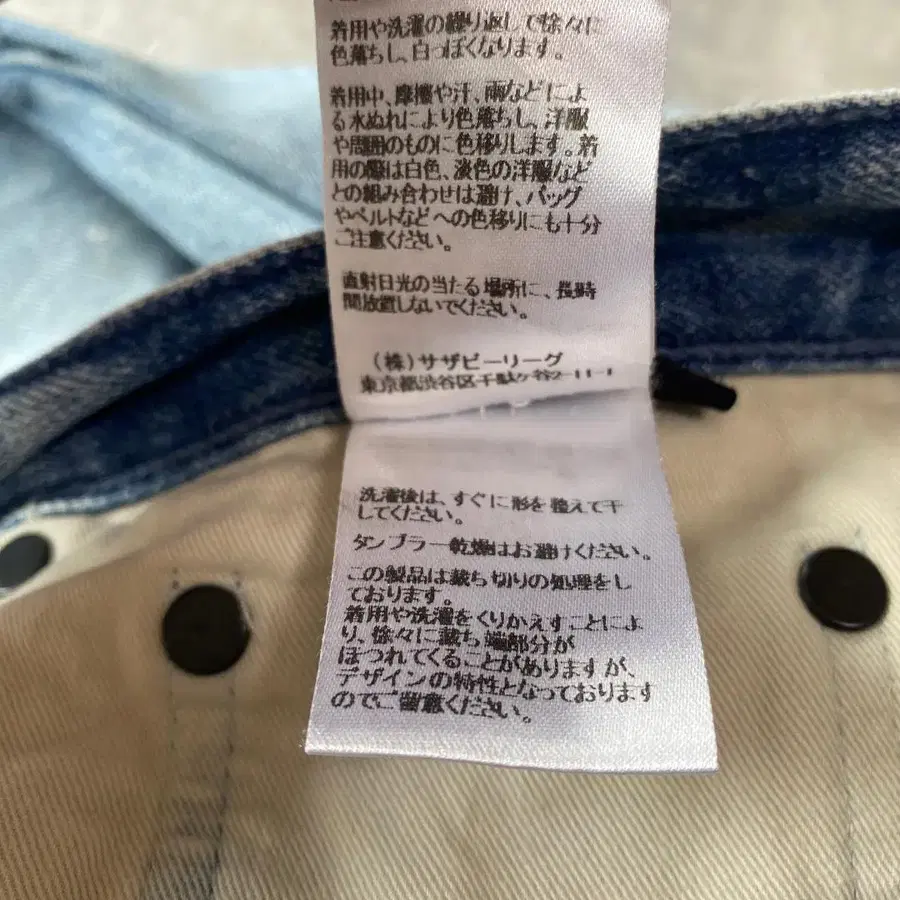 着用や洗濯の繰り返しで徐々に
色落ちし、白っぽくなります。
着用中、摩擦や汗、雨などによ
る水ぬれにより色落ちし、洋服
や周囲のものに色移りします。着
用の際は白色、淡色の洋服など
との組み合わせは避け、バッグ
やベルトなどへの色移りにも十分
ご注意ください。
直射日光の当たる場所に、長時
間放置しないでください。
(株)サザビーリーグ
東京都渋谷区千駄ヶ谷2-11-1
洗濯後は、すぐに形を整えて干
してください。
タンブラー乾燥はお避けください。
この製品は裁ち切りの処理をし
ております。
着用や洗濯をくりかえすことによ
り、徐々に裁ち端部分が
ほつれてくることがありますが、
デザインの特性となっております
のでご留意ください。